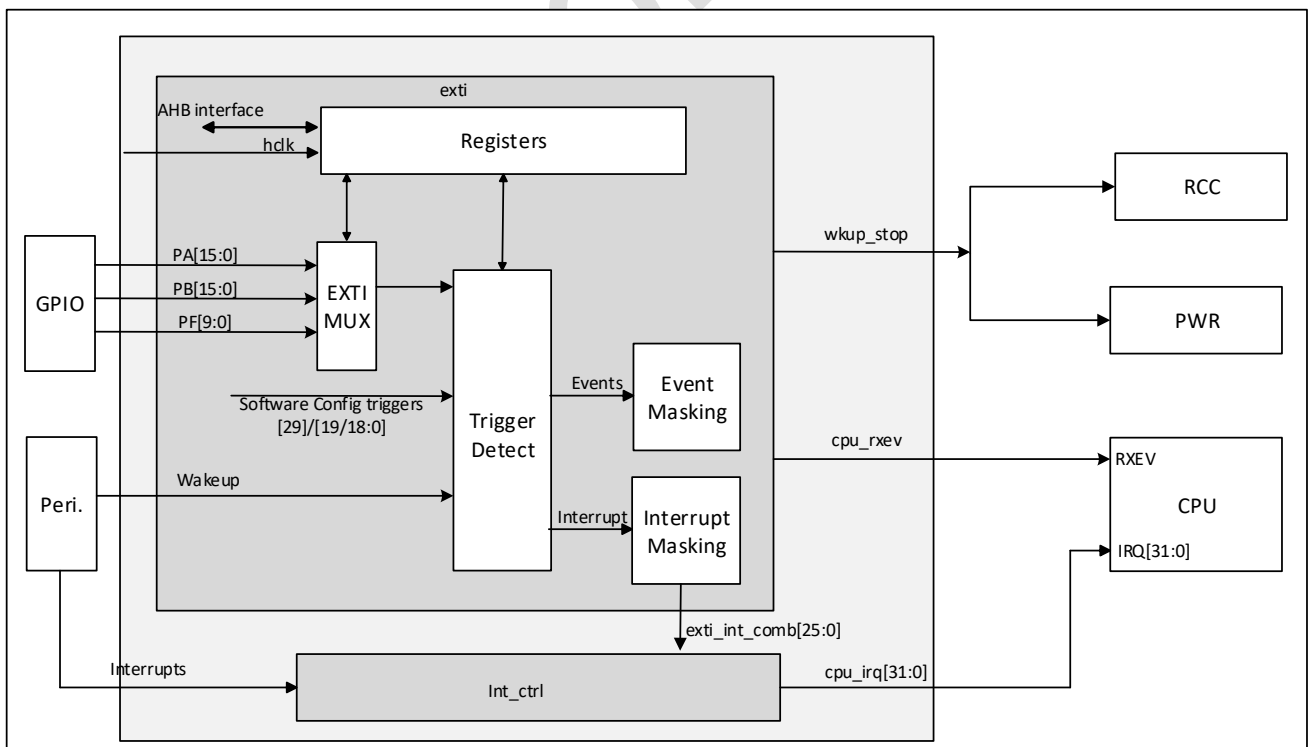 exti
AHB interface
hclk
Registers
RCC
wkup_stop
PWR
GPIO
PA[15:0]
PB[15:0]
PF[9:0]
EXTI
MUX
Software Config triggers
[29]/[19/18:0]
Trigger
Detect
Events
Event
Masking
cpu_rxev
RXEV
CPU
IRQ[31:0]
Peri.
Wakeup
Interrupt
Interrupt
Masking
exti_int_comb[25:0]
Interrupts
Int_ctrl
cpu_irq[31:0]